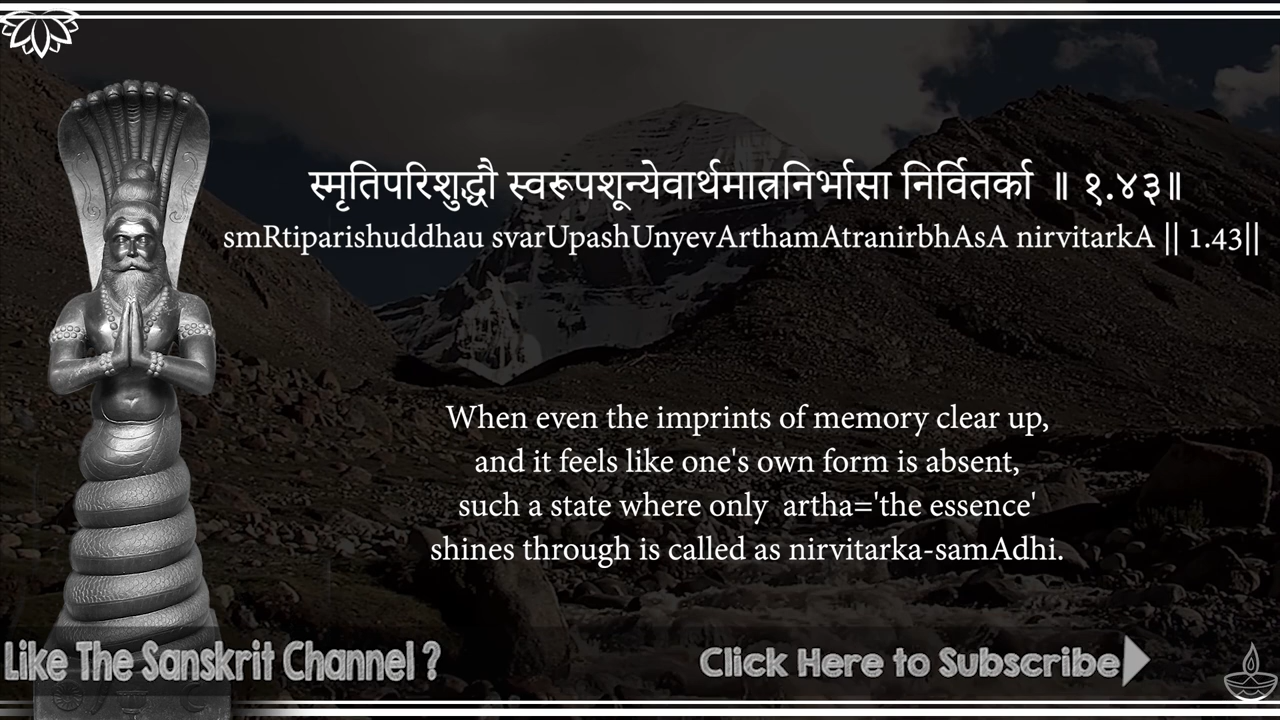 स्मृतिपरिशुद्धौ स्वरूपशून्येवार्थमात्रनिर्भासा निर्वितर्का ॥ १.४३॥
smRtiparishuddhau svarUpashUnyevArthamAtranirbhAsA nirvitarkA || 1.43||
When even the imprints of memory clear up,
and it feels like one's own form is absent,
such a state where only artha='the essence'
shines through is called as nirvitarka-samAdhi.
Like The Sanskrit Channel ?
Click Here to Subscribe